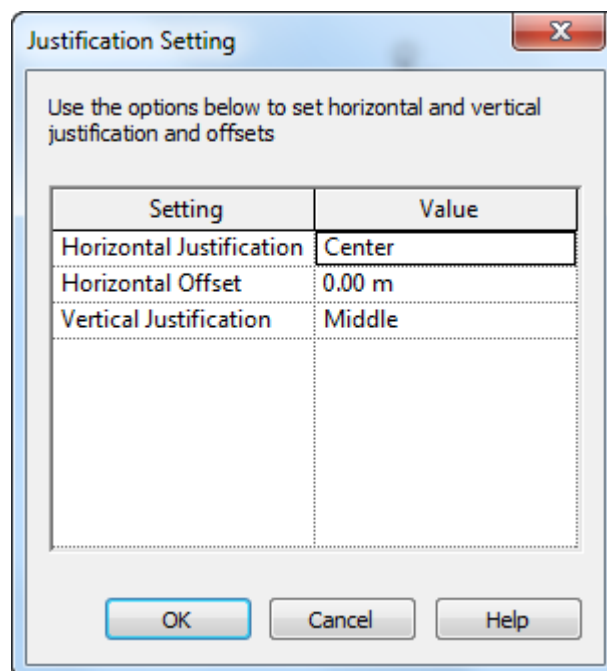 Justification Setting
Use the options below to set horizontal and vertical
justification and offsets
Setting Value
Horizontal Justification Center
Horizontal Offset 0.00 m
Vertical Justification Middle
OK Cancel Help